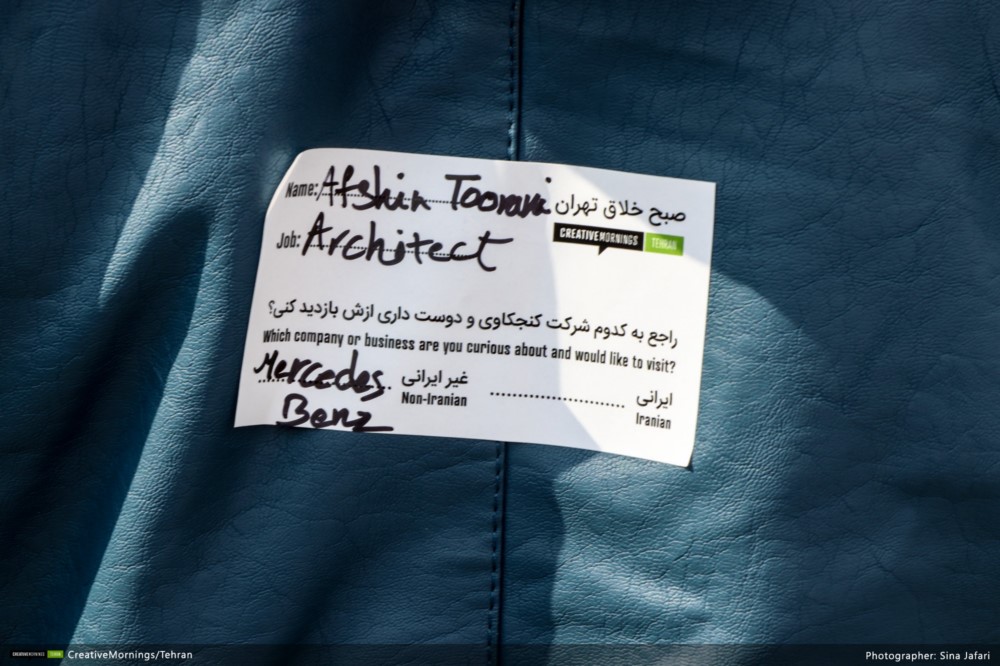 Name: Afshin Toorani
صبح خلاق تهران
Job: Architect
CREATIVEMORNINGS TEHRAN
راجع به کدوم شرکت کنجکاوی و دوست داری ازش بازدید کنی؟
Which company or business are you curious about and would like to visit?
Mercedes Benz
غیر ایرانی
Non-Iranian
ایرانی
Iranian
CREATIVEMORNINGS TEHRAN CreativeMornings/Tehran
Photographer: Sina Jafari